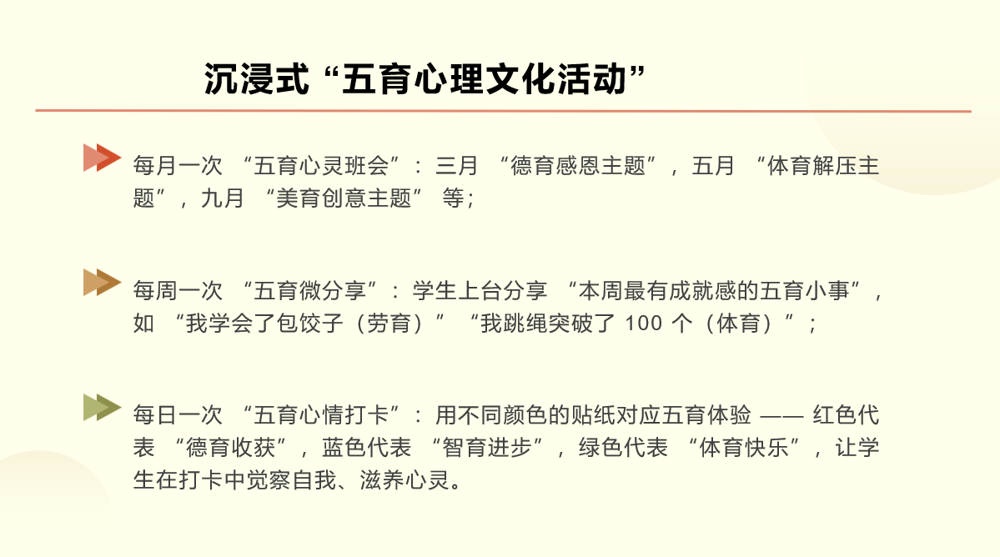 沉浸式 “五育心理文化活动”
每月一次 “五育心灵班会”：三月 “德育感恩主题”，五月 “体育解压主
题”，九月 “美育创意主题” 等；
每周一次 “五育微分享”：学生上台分享 “本周最有成就感的五育小事”，
如 “我学会了包饺子（劳育）” “我跳绳突破了 100 个（体育）”；
每日一次 “五育心情打卡”：用不同颜色的贴纸对应五育体验 —— 红色代
表 “德育收获”，蓝色代表 “智育进步”，绿色代表 “体育快乐”，让学
生在打卡中觉察自我、滋养心灵。